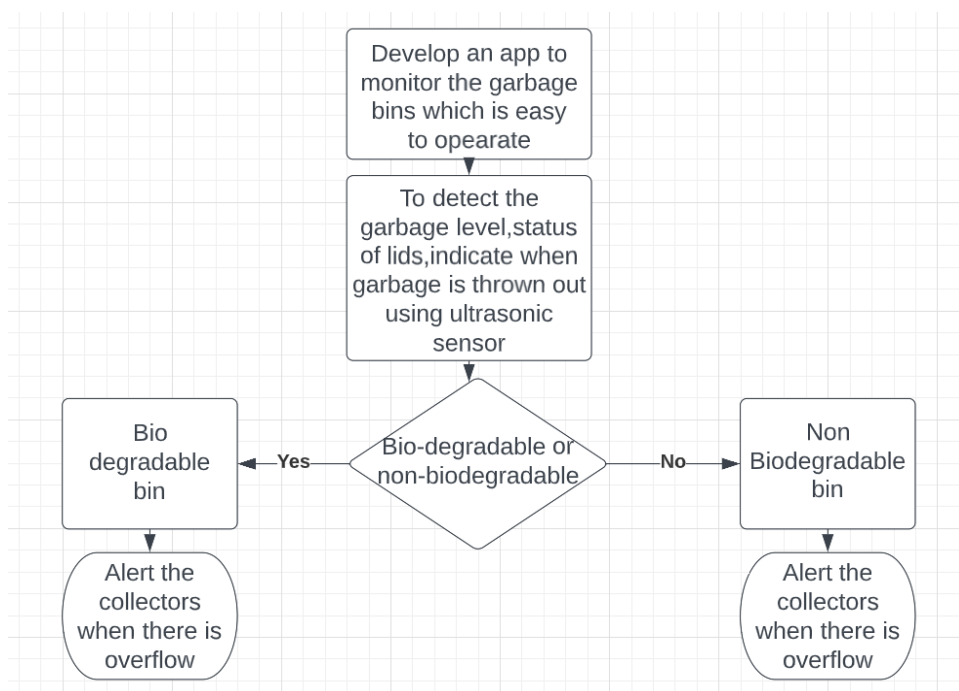 Develop an app to
monitor the garbage
bins which is easy
to opearate
To detect the
garbage level,status
of lids,indicate when
garbage is thrown out
using ultrasonic
sensor
Bio-degradable or
non-biodegradable
Yes
No
Bio
degradable
bin
Non
Biodegradable
bin
Alert the
collectors
when there is
overflow
Alert the
collectors
when there is
overflow